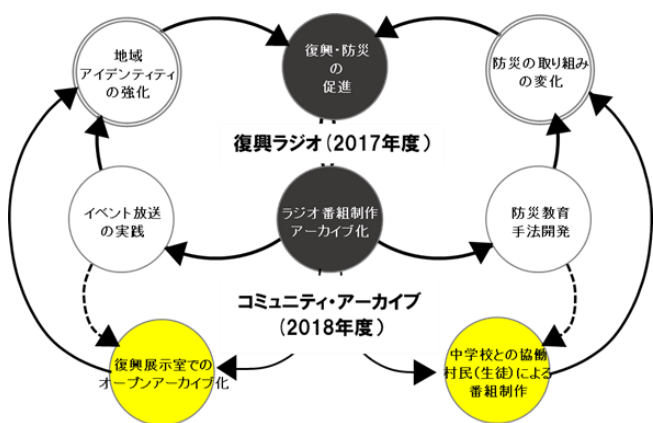 地域
アイデンティティ
の強化
復興・防災
の
促進
防災の取り組み
の変化
復興ラジオ(2017年度)
イベント放送
の実践
ラジオ番組制作
アーカイブ化
防災教育
手法開発
コミュニティ・アーカイブ
(2018年度)
復興展示室での
オープンアーカイブ化
中学校との協働
村民(生徒)による
番組制作